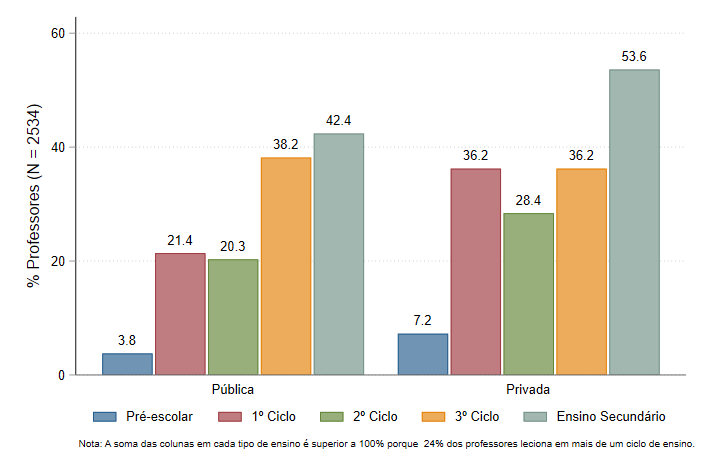 % Professores (N = 2534)
60
40
20
0
3.8
21.4
20.3
38.2
42.4
7.2
36.2
28.4
36.2
53.6
Pública
Privada
Pré-escolar
1º Ciclo
2º Ciclo
3º Ciclo
Ensino Secundário
Nota: A soma das colunas em cada tipo de ensino é superior a 100% porque  24% dos professores leciona em mais de um ciclo de ensino.